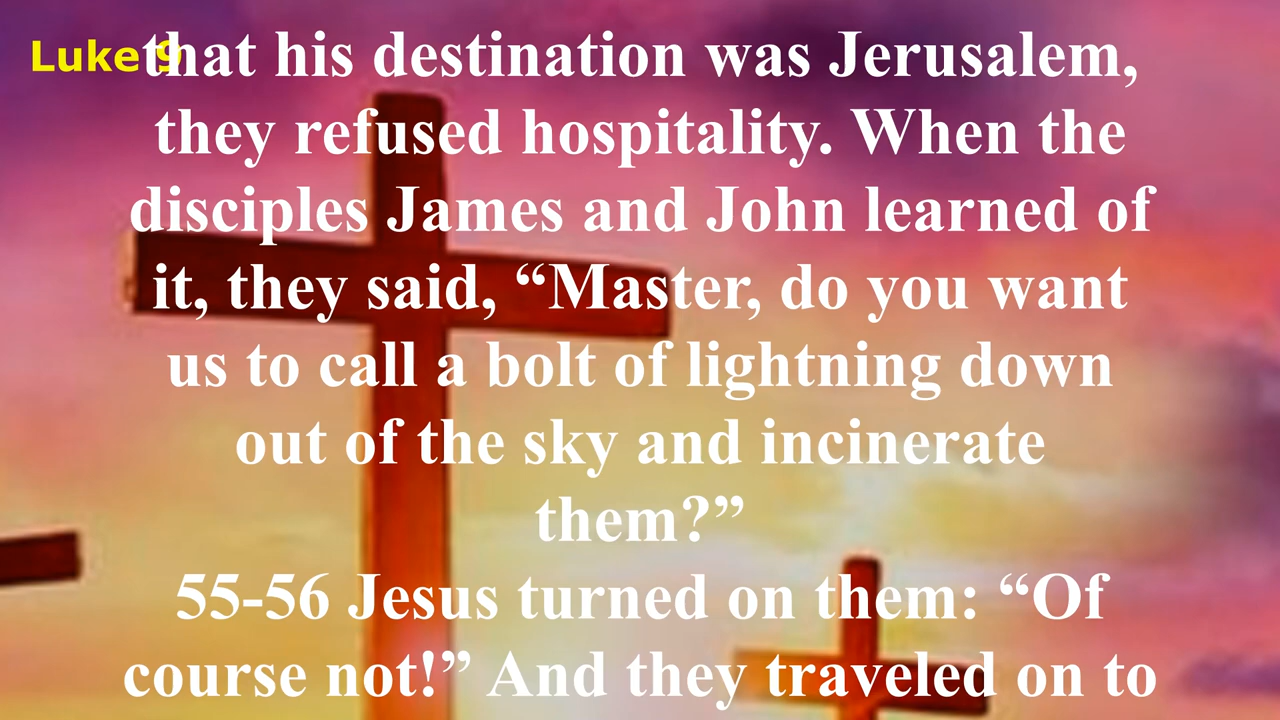 Luke 9
that his destination was Jerusalem,
they refused hospitality. When the
disciples James and John learned of
it, they said, “Master, do you want
us to call a bolt of lightning down
out of the sky and incinerate
them?”
55-56 Jesus turned on them: “Of
course not!” And they traveled on to